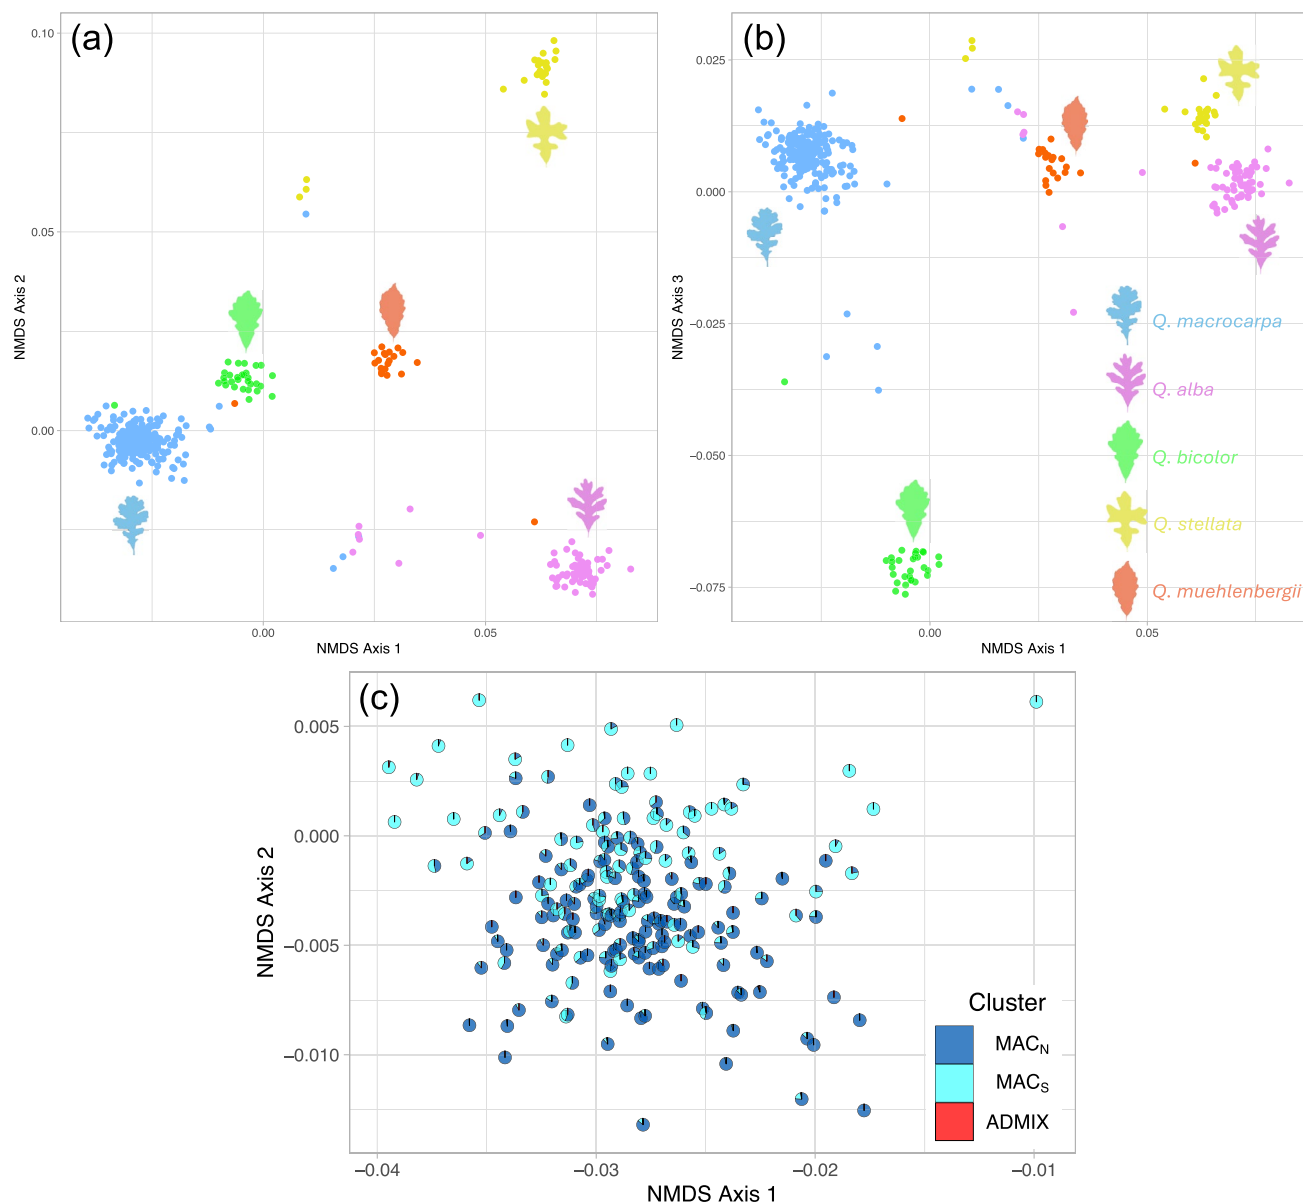 (a)
0.10
0.05
0.00
NMDS Axis 2
0.00
0.05
NMDS Axis 1
(b)
0.025
0.000
−0.025
−0.050
−0.075
NMDS Axis 3
0.00
0.05
NMDS Axis 1
Q. macrocarpa
Q. alba
Q. bicolor
Q. stellata
Q. muehlenbergii
(c)
0.005
0.000
−0.005
−0.010
NMDS Axis 2
−0.04
−0.03
−0.02
−0.01
NMDS Axis 1
Cluster
MACN
MACS
ADMIX